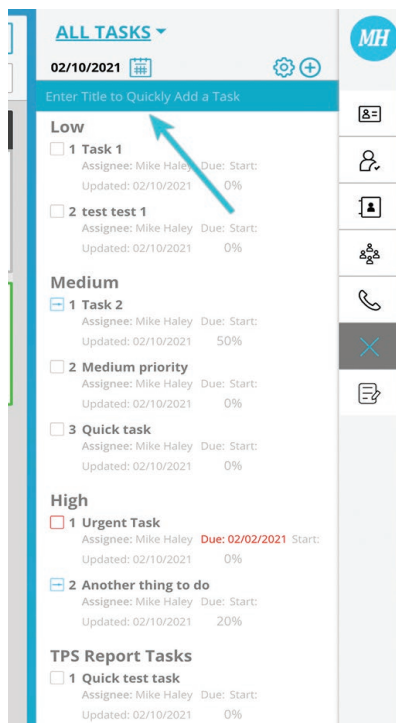 ALL TASKS
MH
02/10/2021
Enter Title to Quickly Add a Task
Low
1 Task 1
Assignee: Mike Haley Due: Start:
Updated: 02/10/2021 0%
2 test test 1
Assignee: Mike Haley Due: Start:
Updated: 02/10/2021 0%
Medium
1 Task 2
Assignee: Mike Haley Due: Start:
Updated: 02/10/2021 50%
2 Medium priority
Assignee: Mike Haley Due: Start:
Updated: 02/10/2021 0%
3 Quick task
Assignee: Mike Haley Due: Start:
Updated: 02/10/2021 0%
High
1 Urgent Task
Assignee: Mike Haley Due: 02/02/2021 Start:
Updated: 02/10/2021 0%
2 Another thing to do
Assignee: Mike Haley Due: Start:
Updated: 02/10/2021 20%
TPS Report Tasks
1 Quick test task
Assignee: Mike Haley Due: Start:
Updated: 02/10/2021 0%